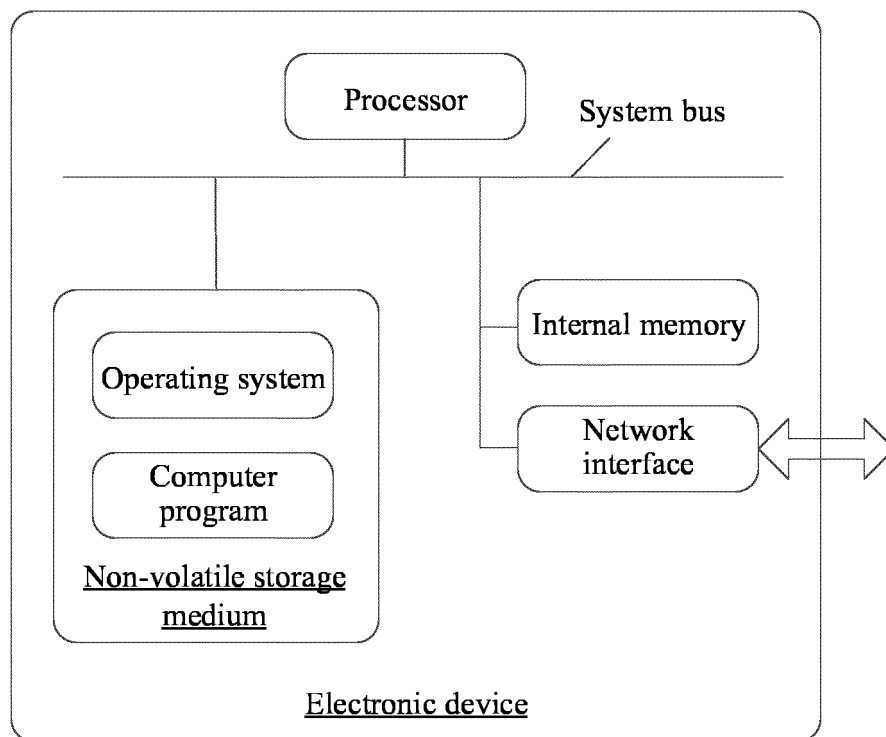 Processor
System bus
Internal memory
Operating system
Network
interface
Computer
program
Non-volatile storage
medium
Electronic device